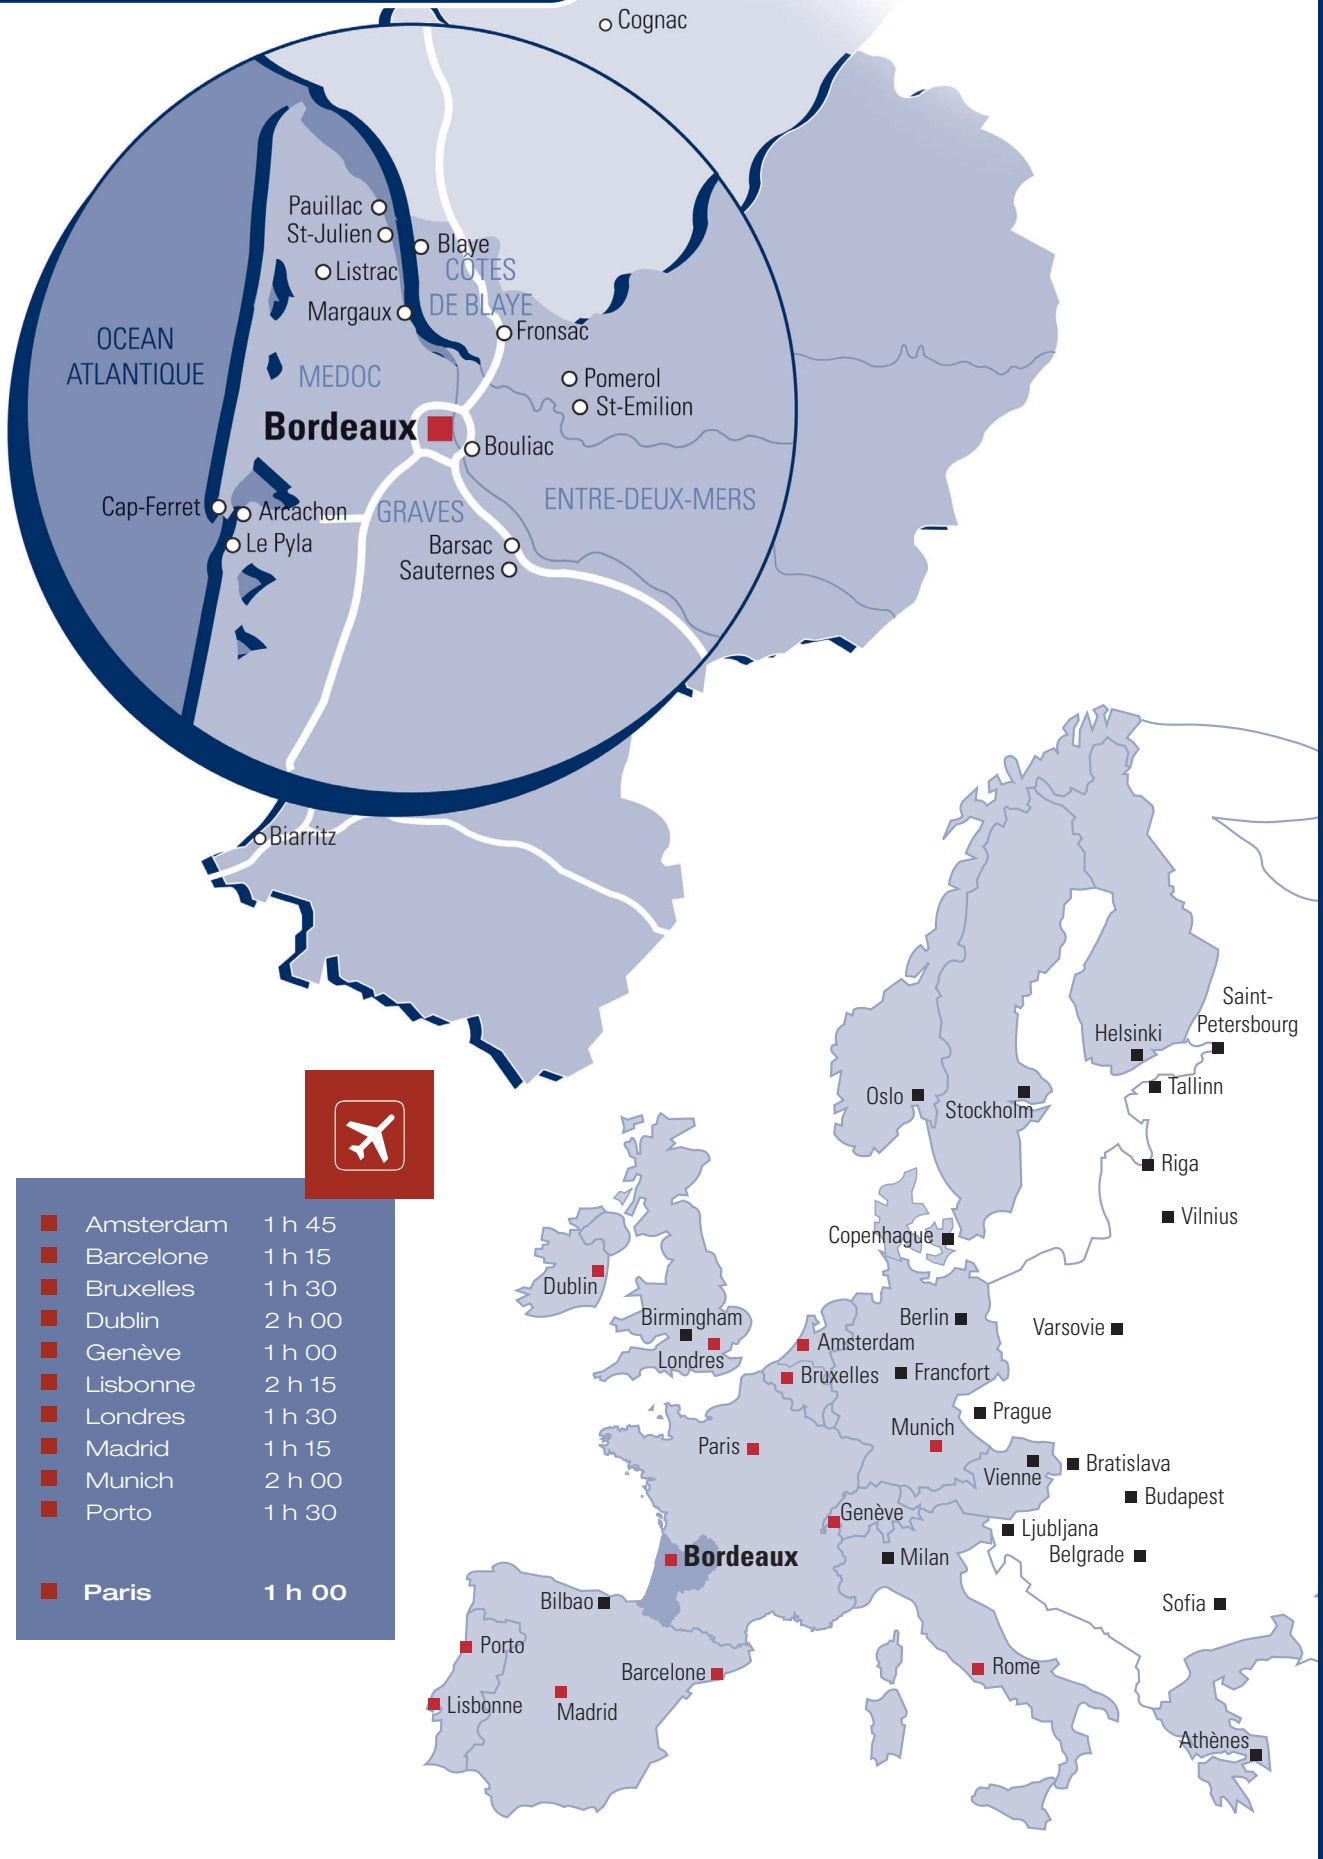 Cognac
Pauillac
St-Julien
Blaye
Listrac
CÔTES
DE BLAYE
Margaux
Fronsac
OCEAN
ATLANTIQUE
MEDOC
Pomerol
St-Emilion
Bordeaux
Bouliac
Cap-Ferret
Arcachon
GRAVES
ENTRE-DEUX-MERS
Le Pyla
Barsac
Sauternes
Biarritz
Amsterdam 1 h 45
Barcelone 1 h 15
Bruxelles 1 h 30
Dublin 2 h 00
Genève 1 h 00
Lisbonne 2 h 15
Londres 1 h 30
Madrid 1 h 15
Munich 2 h 00
Porto 1 h 30
Paris 1 h 00
Saint-
Petersbourg
Helsinki
Tallinn
Oslo
Stockholm
Riga
Vilnius
Copenhague
Dublin
Birmingham
Londres
Berlin
Varsovie
Amsterdam
Bruxelles
Francfort
Prague
Munich
Paris
Vienne
Bratislava
Budapest
Genève
Ljubljana
Bordeaux
Milan
Belgrade
Bilbao
Sofia
Porto
Barcelone
Rome
Lisbonne
Madrid
Athènes